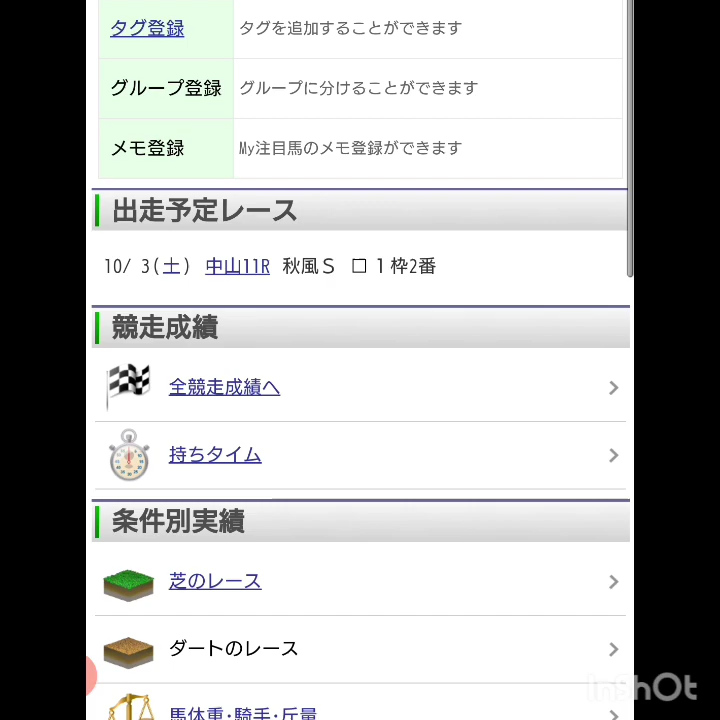 タグ登録 タグを追加することができます
グループ登録 グループに分けることができます
メモ登録 My注目馬のメモ登録ができます
出走予定レース
10/ 3(土) 中山11R 秋風Ｓ □ 1枠2番
競走成績
全競走成績へ
持ちタイム
条件別実績
芝のレース
ダートのレース
馬体重・騎手・斤量
InShOt